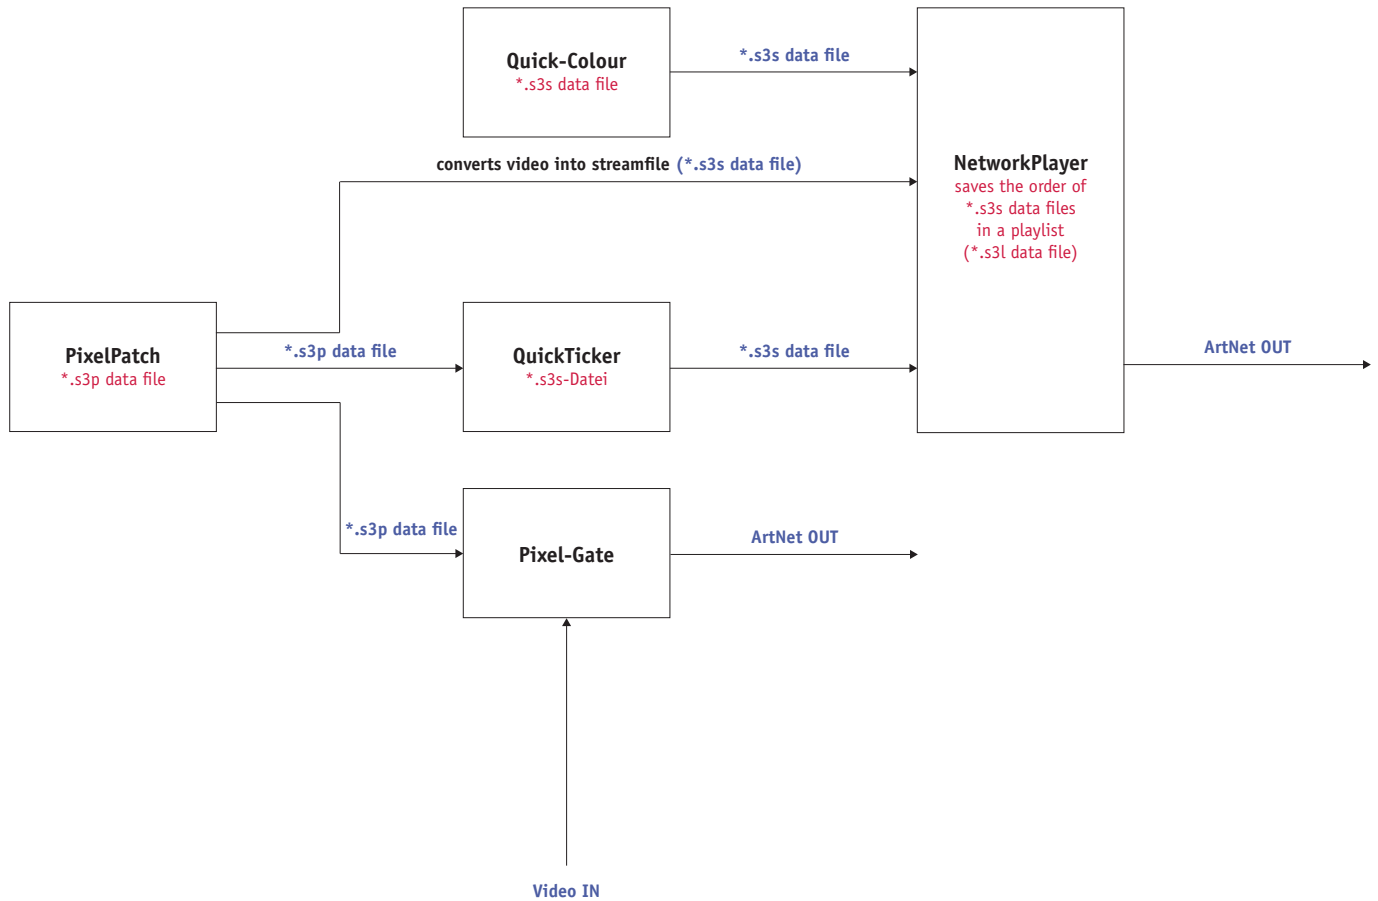 Quick-Colour
*.s3s data file
*.s3s data file
converts video into streamfile (*.s3s data file)
NetworkPlayer
saves the order of
*.s3s data files
in a playlist
(*.s3l data file)
PixelPatch
*.s3p data file
*.s3p data file
QuickTicker
*.s3s-Datei
*.s3s data file
ArtNet OUT
*.s3p data file
Pixel-Gate
ArtNet OUT
Video IN